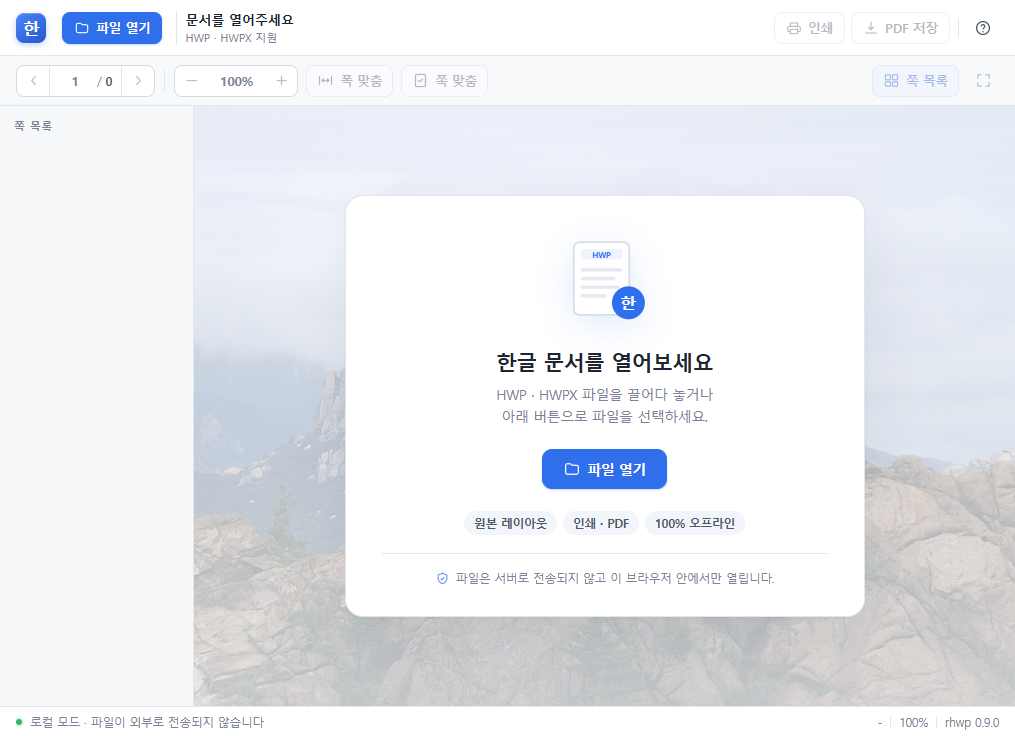 한
파일 열기
문서를 열어주세요
HWP · HWPX 지원
인쇄
PDF 저장
1 / 0
100%
쪽 맞춤
쪽 맞춤
쪽 목록
쪽 목록
HWP
한
한글 문서를 열어보세요
HWP · HWPX 파일을 끌어다 놓거나
아래 버튼으로 파일을 선택하세요.
파일 열기
원본 레이아웃
인쇄 · PDF
100% 오프라인
파일은 서버로 전송되지 않고 이 브라우저 안에서만 열립니다.
로컬 모드 · 파일이 외부로 전송되지 않습니다
-
100%
rhwp 0.9.0